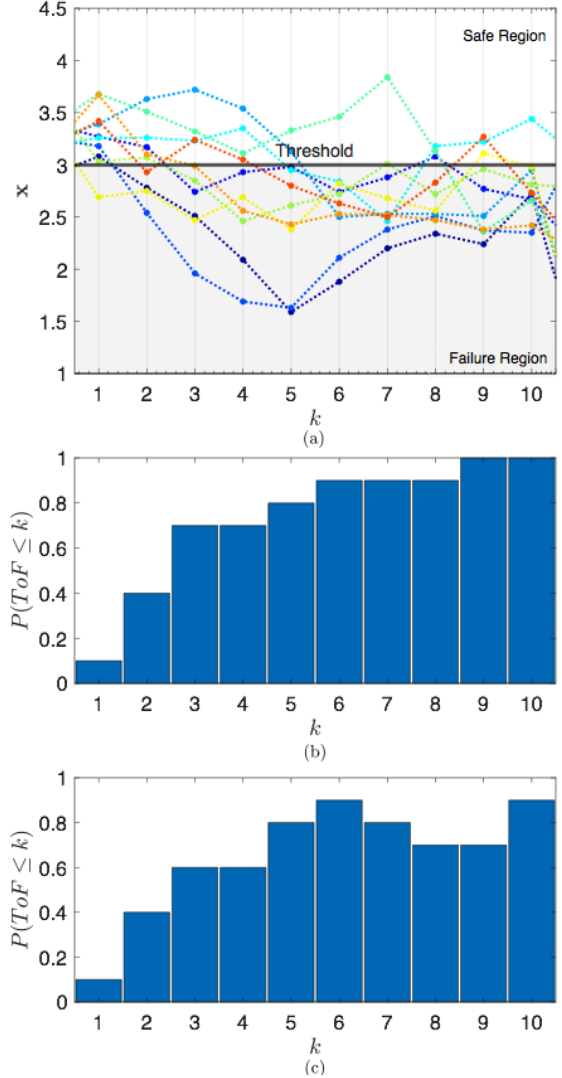 4.5
Safe Region
4
3.5
Threshold
3
x
2.5
2
1.5
Failure Region
1
1 2 3 4 5 6 7 8 9 10
k
(a)
1
0.8
0.6
P(ToF ≤ k)
0.4
0.2
0
1 2 3 4 5 6 7 8 9 10
k
(b)
1
0.8
0.6
P(ToF ≤ k)
0.4
0.2
0
1 2 3 4 5 6 7 8 9 10
k
(c)